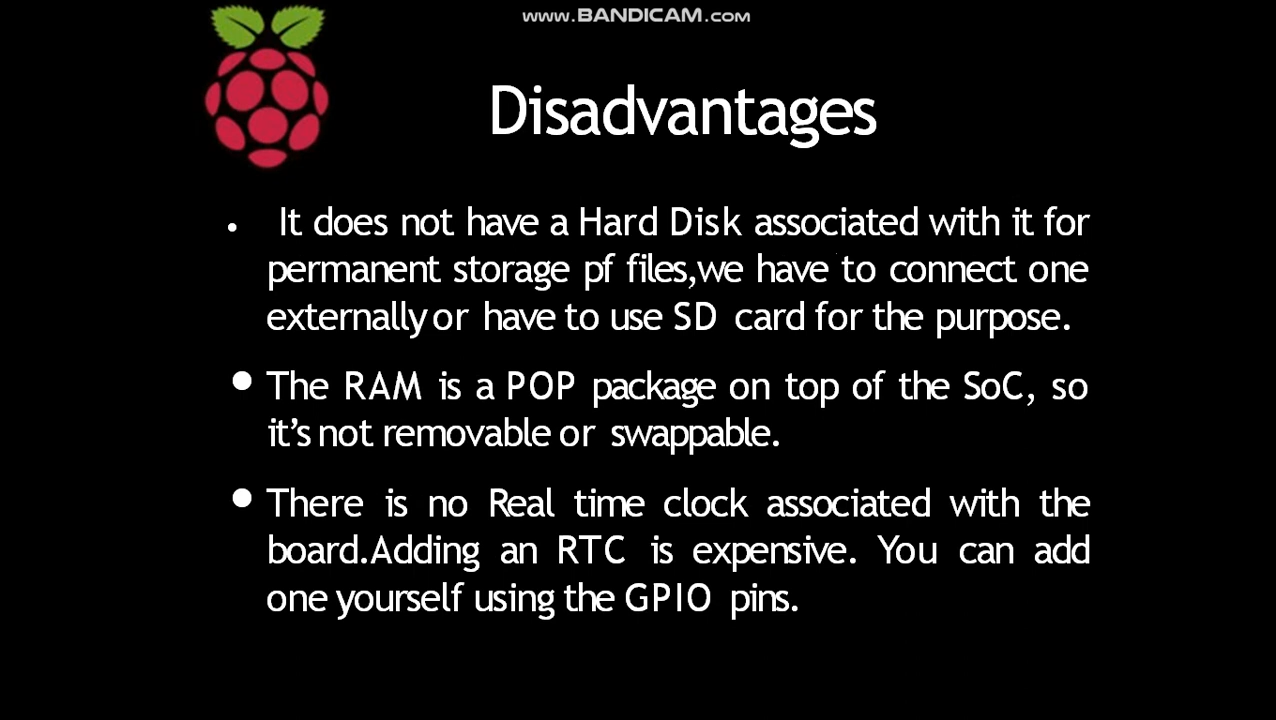 www.BANDICAM.com
Disadvantages
• It does not have a Hard Disk associated with it for
permanent storage pf files,we have to connect one
externally or have to use SD card for the purpose.
• The RAM is a POP package on top of the SoC, so
it’s not removable or swappable.
• There is no Real time clock associated with the
board.Adding an RTC is expensive. You can add
one yourself using the GPIO pins.